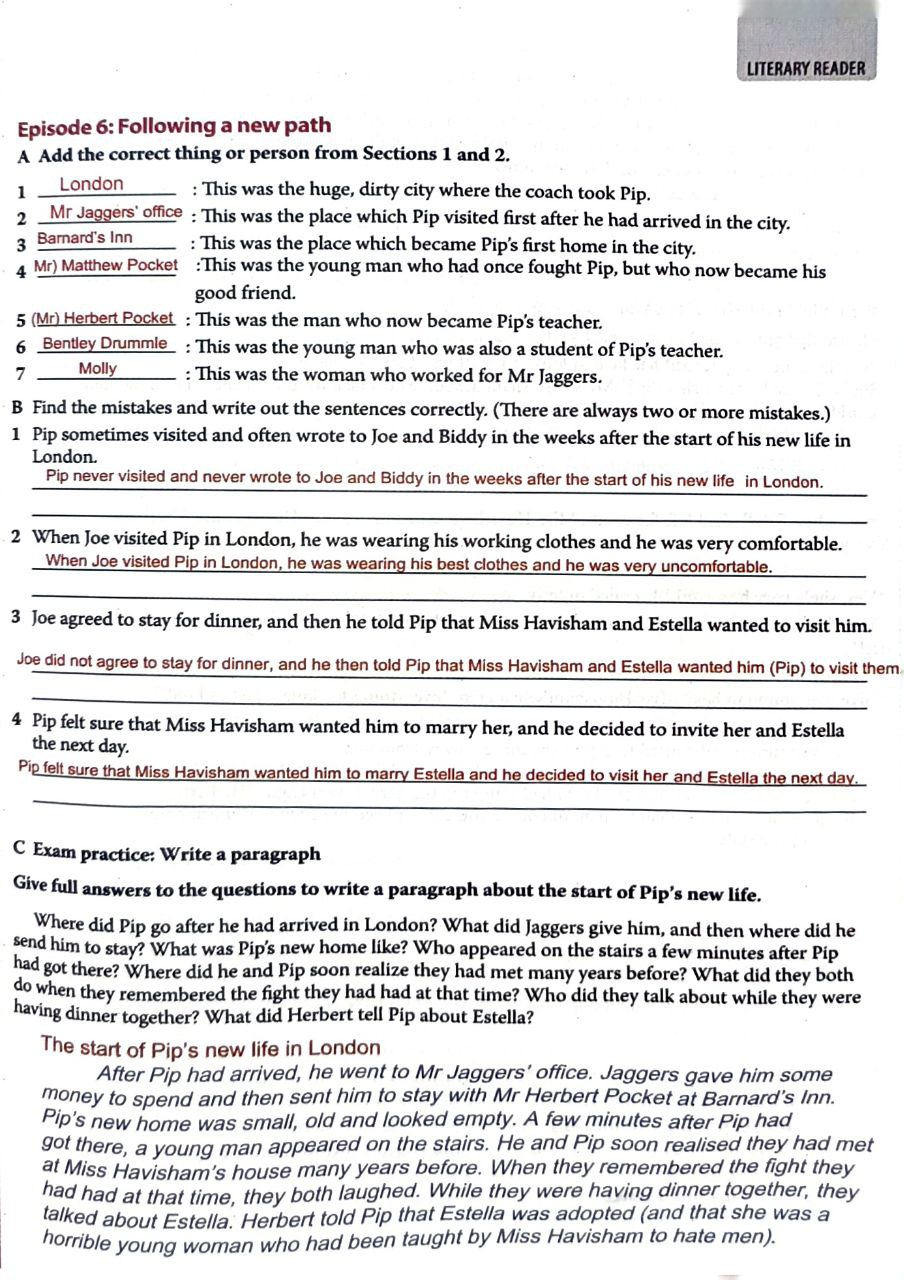 LITERARY READER
Episode 6: Following a new path
A Add the correct thing or person from Sections 1 and 2.
1 London : This was the huge, dirty city where the coach took Pip.
2 Mr Jaggers' office : This was the place which Pip visited first after he had arrived in the city.
3 Barnard's Inn : This was the place which became Pip's first home in the city.
4 Mr) Matthew Pocket :This was the young man who had once fought Pip, but who now became his
good friend.
5 (Mr) Herbert Pocket : This was the man who now became Pip's teacher.
6 Bentley Drummle : This was the young man who was also a student of Pip's teacher.
7 Molly : This was the woman who worked for Mr Jaggers.
B Find the mistakes and write out the sentences correctly. (There are always two or more mistakes.)
1 Pip sometimes visited and often wrote to Joe and Biddy in the weeks after the start of his new life in
London.
Pip never visited and never wrote to Joe and Biddy in the weeks after the start of his new life in London.
2 When Joe visited Pip in London, he was wearing his working clothes and he was very comfortable.
When Joe visited Pip in London, he was wearing his best clothes and he was very uncomfortable.
3 Joe agreed to stay for dinner, and then he told Pip that Miss Havisham and Estella wanted to visit him.
Joe did not agree to stay for dinner, and he then told Pip that Miss Havisham and Estella wanted him (Pip) to visit them
4 Pip felt sure that Miss Havisham wanted him to marry her, and he decided to invite her and Estella
the next day.
Pip felt sure that Miss Havisham wanted him to marry Estella and he decided to visit her and Estella the next day.
C Exam practice: Write a paragraph
Give full answers to the questions to write a paragraph about the start of Pip's new life.
Where did Pip go after he had arrived in London? What did Jaggers give him, and then where did he
send him to stay? What was Pip's new home like? Who appeared on the stairs a few minutes after Pip
had got there? Where did he and Pip soon realize they had met many years before? What did they both
do when they remembered the fight they had had at that time? Who did they talk about while they were
having dinner together? What did Herbert tell Pip about Estella?
The start of Pip's new life in London
After Pip had arrived, he went to Mr Jaggers' office. Jaggers gave him some
money to spend and then sent him to stay with Mr Herbert Pocket at Barnard's Inn.
Pip's new home was small, old and looked empty. A few minutes after Pip had
got there, a young man appeared on the stairs. He and Pip soon realised they had met
at Miss Havisham's house many years before. When they remembered the fight they
had had at that time, they both laughed. While they were having dinner together, they
talked about Estella. Herbert told Pip that Estella was adopted (and that she was a
horrible young woman who had been taught by Miss Havisham to hate men).